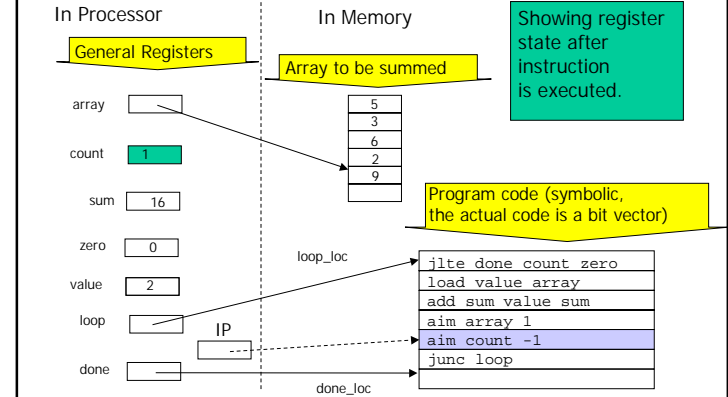 In Processor
In Memory
Showing register
state after
instruction
is executed.
General Registers
Array to be summed
array
5
3
6
2
9
count
1
sum
16
Program code (symbolic,
the actual code is a bit vector)
zero
0
loop_loc
value
2
loop
IP
done
done_loc
jlte done count zero
load value array
add sum value sum
aim array 1
aim count -1
junc loop